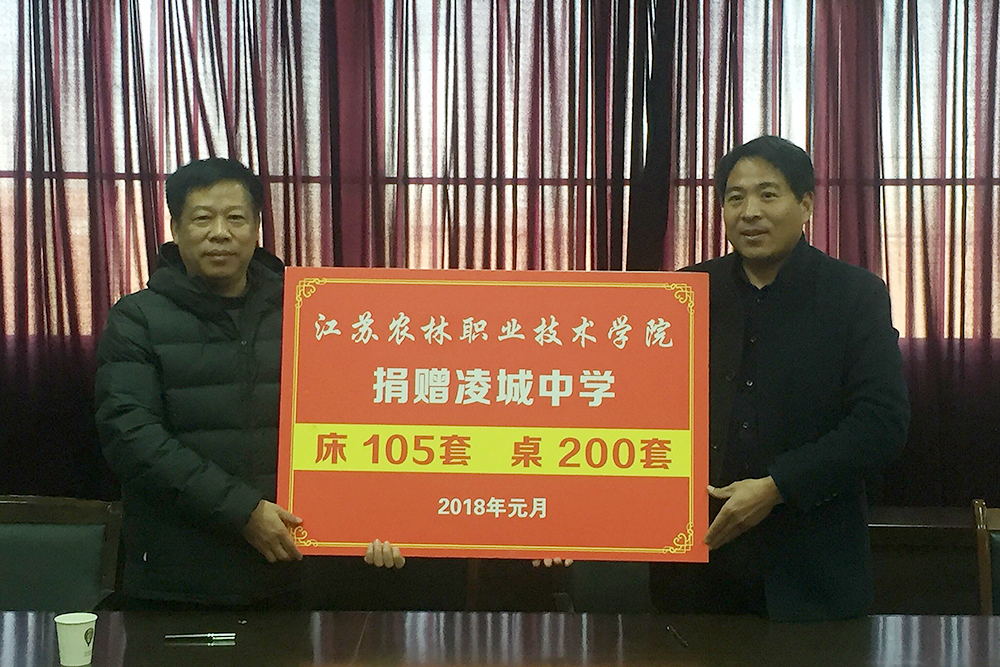 江苏农林职业技术学院
捐赠凌城中学
床 105套 桌 200套
2018年元月